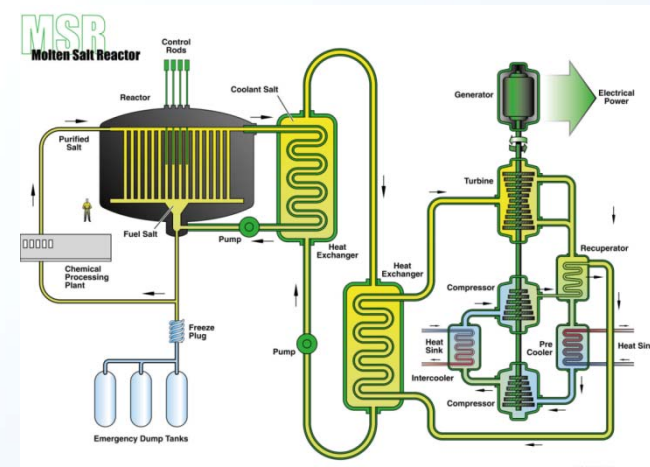 MSR
Molten Salt Reactor
Control
Rods
Reactor
Coolant Salt
Purified
Salt
Fuel Salt
Pump
Heat
Exchanger
Chemical
Processing
Plant
Freeze
Plug
Emergency Dump Tanks
Pump
Heat
Exchanger
Generator
Electrical
Power
Turbine
Recuperator
Compressor
Heat
Sink
Intercooler
Pre
Cooler
Heat Sin
Compressor